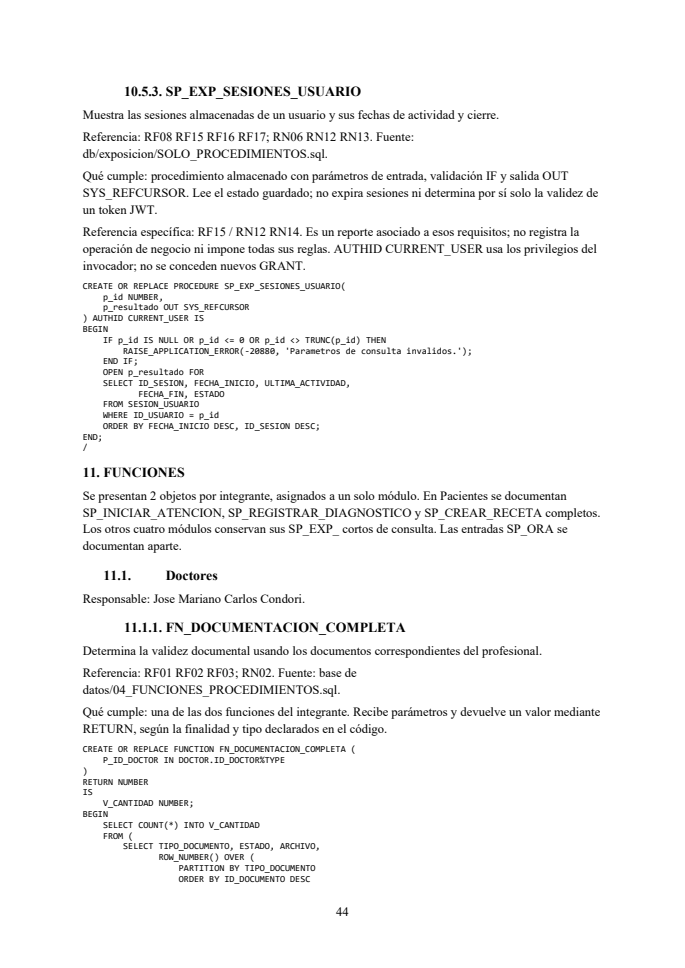 10.5.3. SP_EXP_SESIONES_USUARIO
Muestra las sesiones almacenadas de un usuario y sus fechas de actividad y cierre.
Referencia: RF08 RF15 RF16 RF17; RN06 RN12 RN13. Fuente:
db/exposicion/SOLO_PROCEDIMIENTOS.sql.
Qué cumple: procedimiento almacenado con parámetros de entrada, validación IF y salida OUT
SYS_REFCURSOR. Lee el estado guardado; no expira sesiones ni determina por sí solo la validez de
un token JWT.
Referencia específica: RF15 / RN12 RN14. Es un reporte asociado a esos requisitos; no registra la
operación de negocio ni impone todas sus reglas. AUTHID CURRENT_USER usa los privilegios del
invocador; no se conceden nuevos GRANT.
CREATE OR REPLACE PROCEDURE SP_EXP_SESIONES_USUARIO(
    p_id NUMBER,
    p_resultado OUT SYS_REFCURSOR
) AUTHID CURRENT_USER IS
BEGIN
    IF p_id IS NULL OR p_id <= 0 OR p_id <> TRUNC(p_id) THEN
        RAISE_APPLICATION_ERROR(-20880, 'Parametros de consulta invalidos.');
    END IF;
    OPEN p_resultado FOR
    SELECT ID_SESION, FECHA_INICIO, ULTIMA_ACTIVIDAD,
           FECHA_FIN, ESTADO
    FROM SESION_USUARIO
    WHERE ID_USUARIO = p_id
    ORDER BY FECHA_INICIO DESC, ID_SESION DESC;
END;
/
11. FUNCIONES
Se presentan 2 objetos por integrante, asignados a un solo módulo. En Pacientes se documentan
SP_INICIAR_ATENCION, SP_REGISTRAR_DIAGNOSTICO y SP_CREAR_RECETA completos.
Los otros cuatro módulos conservan sus SP_EXP_ cortos de consulta. Las entradas SP_ORA se
documentan aparte.
11.1. Doctores
Responsable: Jose Mariano Carlos Condori.
11.1.1. FN_DOCUMENTACION_COMPLETA
Determina la validez documental usando los documentos correspondientes del profesional.
Referencia: RF01 RF02 RF03; RN02. Fuente: base de
datos/04_FUNCIONES_PROCEDIMIENTOS.sql.
Qué cumple: una de las dos funciones del integrante. Recibe parámetros y devuelve un valor mediante
RETURN, según la finalidad y tipo declarados en el código.
CREATE OR REPLACE FUNCTION FN_DOCUMENTACION_COMPLETA (
    P_ID_DOCTOR IN DOCTOR.ID_DOCTOR%TYPE
)
RETURN NUMBER
IS
    V_CANTIDAD NUMBER;
BEGIN
    SELECT COUNT(*) INTO V_CANTIDAD
    FROM (
        SELECT TIPO_DOCUMENTO, ESTADO, ARCHIVO,
               ROW_NUMBER() OVER (
                   PARTITION BY TIPO_DOCUMENTO
                   ORDER BY ID_DOCUMENTO DESC
44